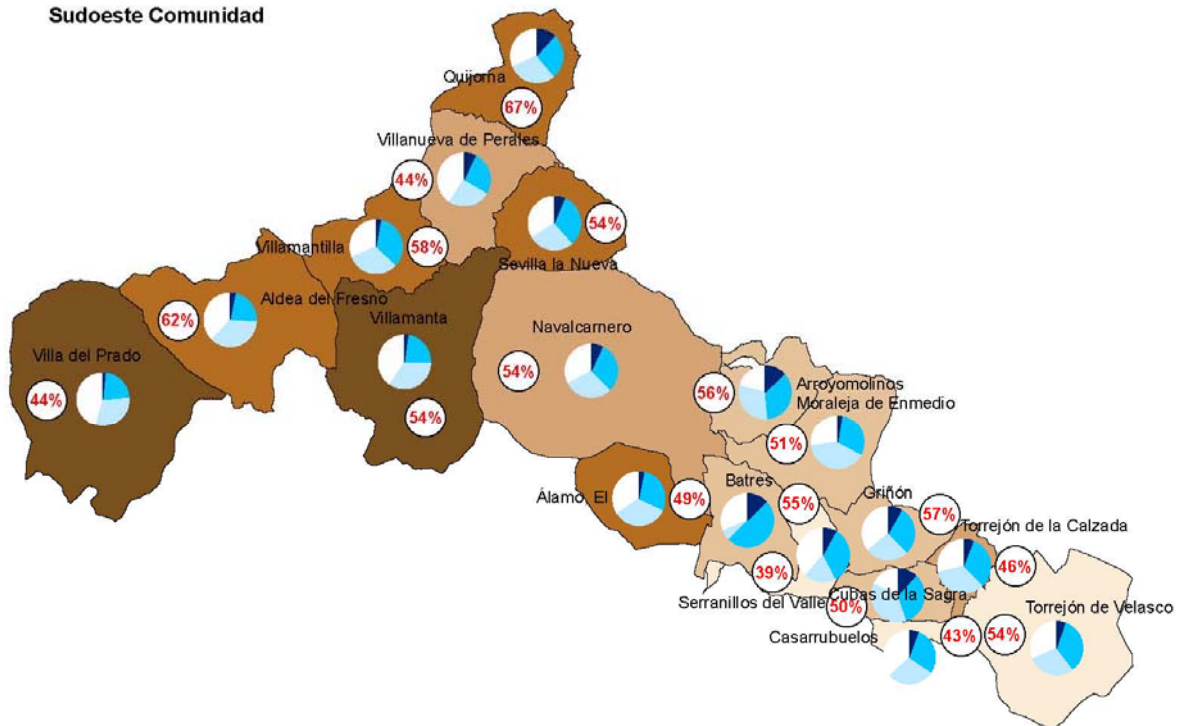 Sudoeste Comunidad
Quijorna
67%
Villanueva de Perales
44%
54%
Villamantilla
58%
Sevilla la Nueva
Aldea del Fresno
62%
Villamanta
Navalcarnero
Villa del Prado
44%
54%
54%
56%
Arroyomolinos
Moraleja de Enmedio
51%
Álamo, El
49%
Batres
55%
Griñón
57%
Torrejón de la Calzada
39%
46%
Serranillos del Valle
Cubas de la Sagra
50%
Torrejón de Velasco
Casarrubuelos
43%
54%